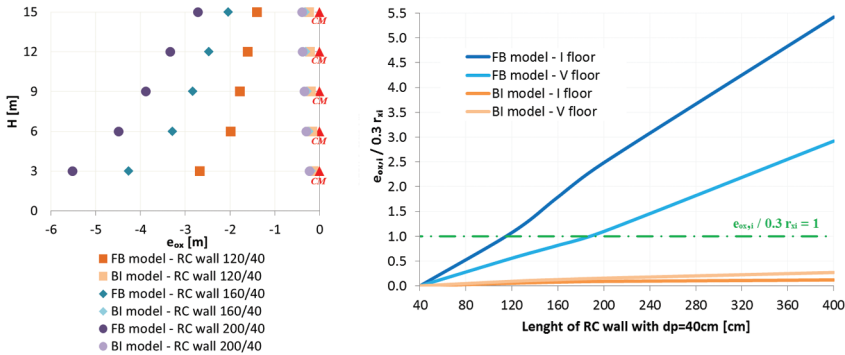 15
12
9
6
3
0
H [m]
CM
CM
CM
CM
CM
-6 -5 -4 -3 -2 -1 0
eₒₓ [m]
FB model - RC wall 120/40
BI model - RC wall 120/40
FB model - RC wall 160/40
BI model - RC wall 160/40
FB model - RC wall 200/40
BI model - RC wall 200/40
5.5
5.0
4.5
4.0
3.5
3.0
2.5
2.0
1.5
1.0
0.5
0.0
eₒₓ,ᵢ / 0.3 rₓᵢ
FB model - I floor
FB model - V floor
BI model - I floor
BI model - V floor
eₒₓ,ᵢ / 0.3 rₓᵢ = 1
40 80 120 160 200 240 280 320 360 400
Lenght of RC wall with dp=40cm [cm]